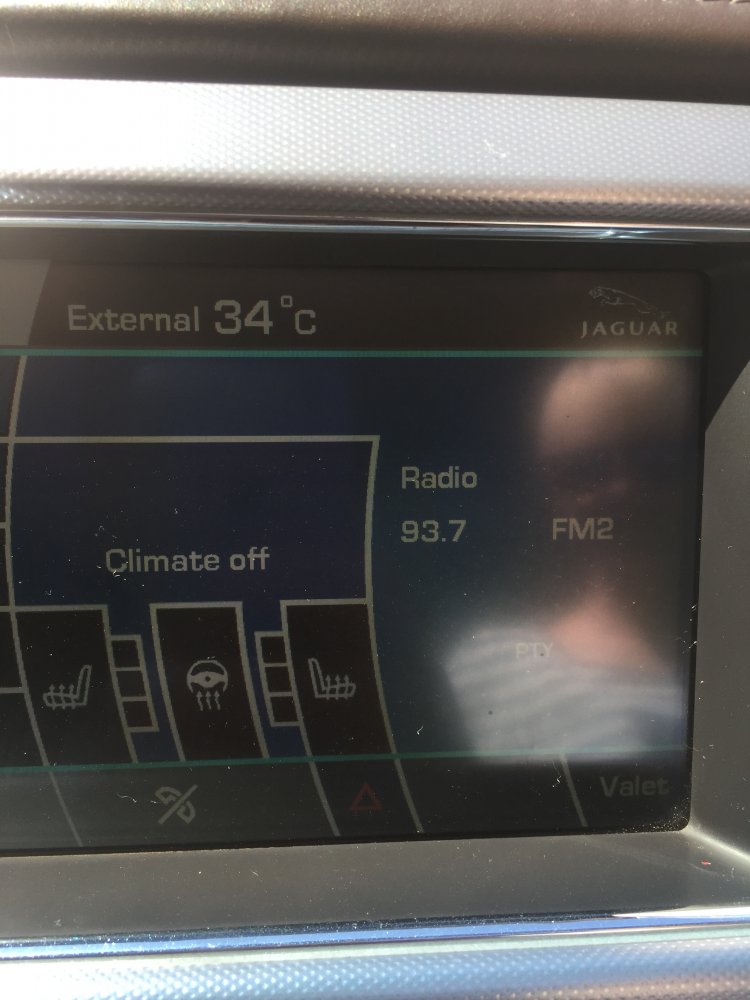 External 34°C
JAGUAR
Radio
93.7 FM2
Climate off
PTY
Valet